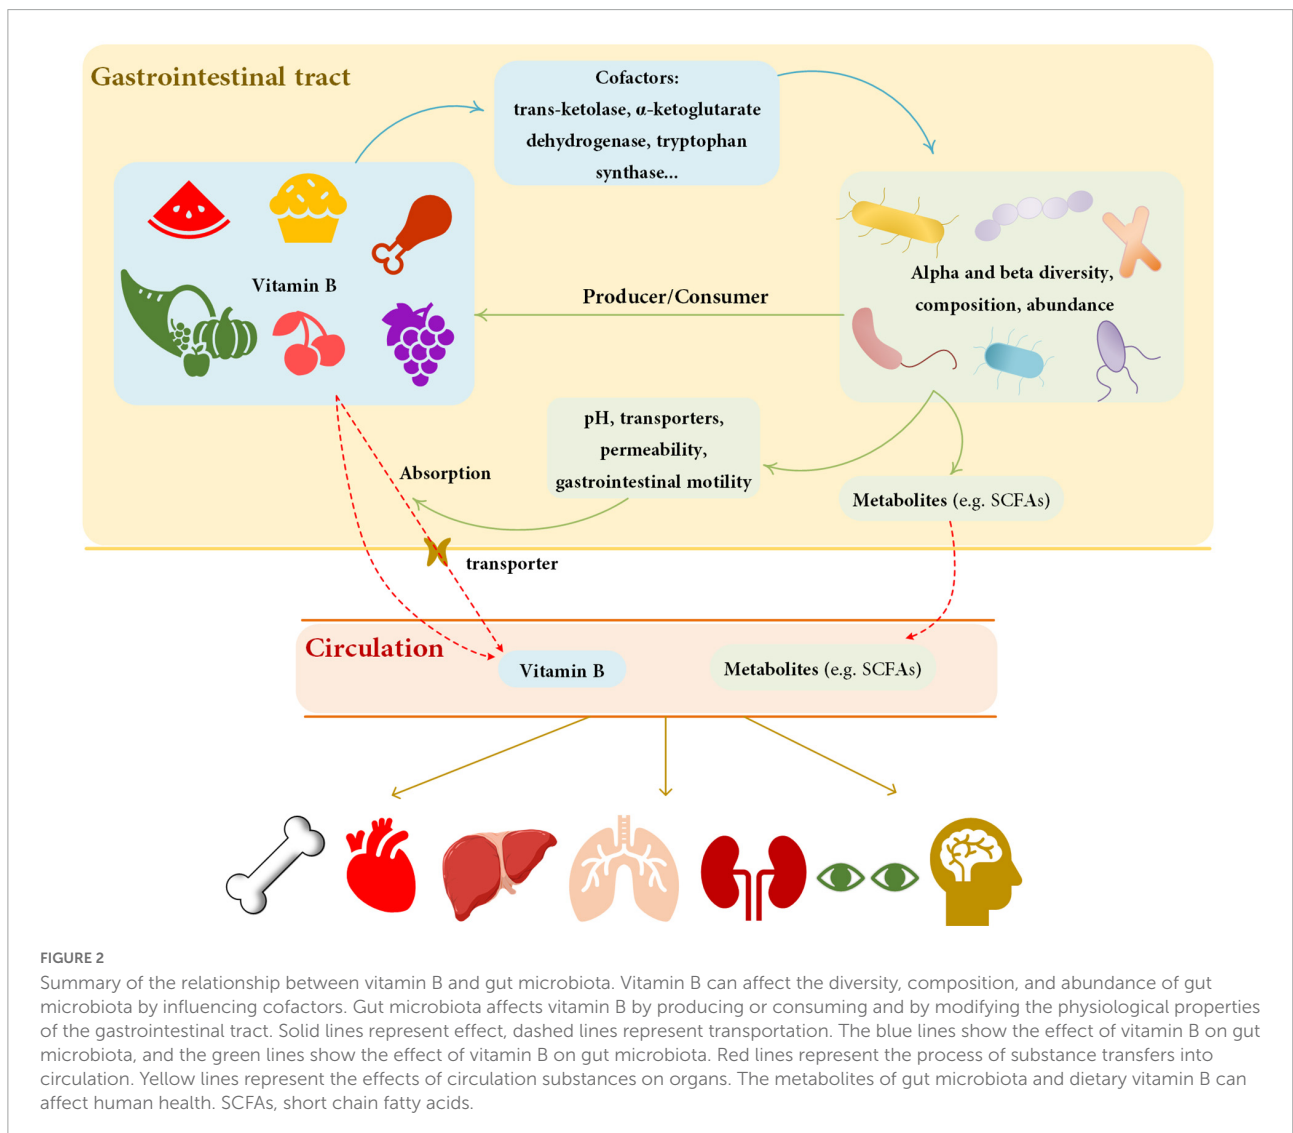 Gastrointestinal tract
Cofactors:
trans-ketolase, α-ketoglutarate
dehydrogenase, tryptophan
synthase...
Vitamin B
Alpha and beta diversity,
composition, abundance
Producer/Consumer
pH, transporters,
permeability,
gastrointestinal motility
Absorption
Metabolites (e.g. SCFAs)
transporter
Circulation
Vitamin B
Metabolites (e.g. SCFAs)
FIGURE 2
Summary of the relationship between vitamin B and gut microbiota. Vitamin B can affect the diversity, composition, and abundance of gut
microbiota by influencing cofactors. Gut microbiota affects vitamin B by producing or consuming and by modifying the physiological properties
of the gastrointestinal tract. Solid lines represent effect, dashed lines represent transportation. The blue lines show the effect of vitamin B on gut
microbiota, and the green lines show the effect of vitamin B on gut microbiota. Red lines represent the process of substance transfers into
circulation. Yellow lines represent the effects of circulation substances on organs. The metabolites of gut microbiota and dietary vitamin B can
affect human health. SCFAs, short chain fatty acids.